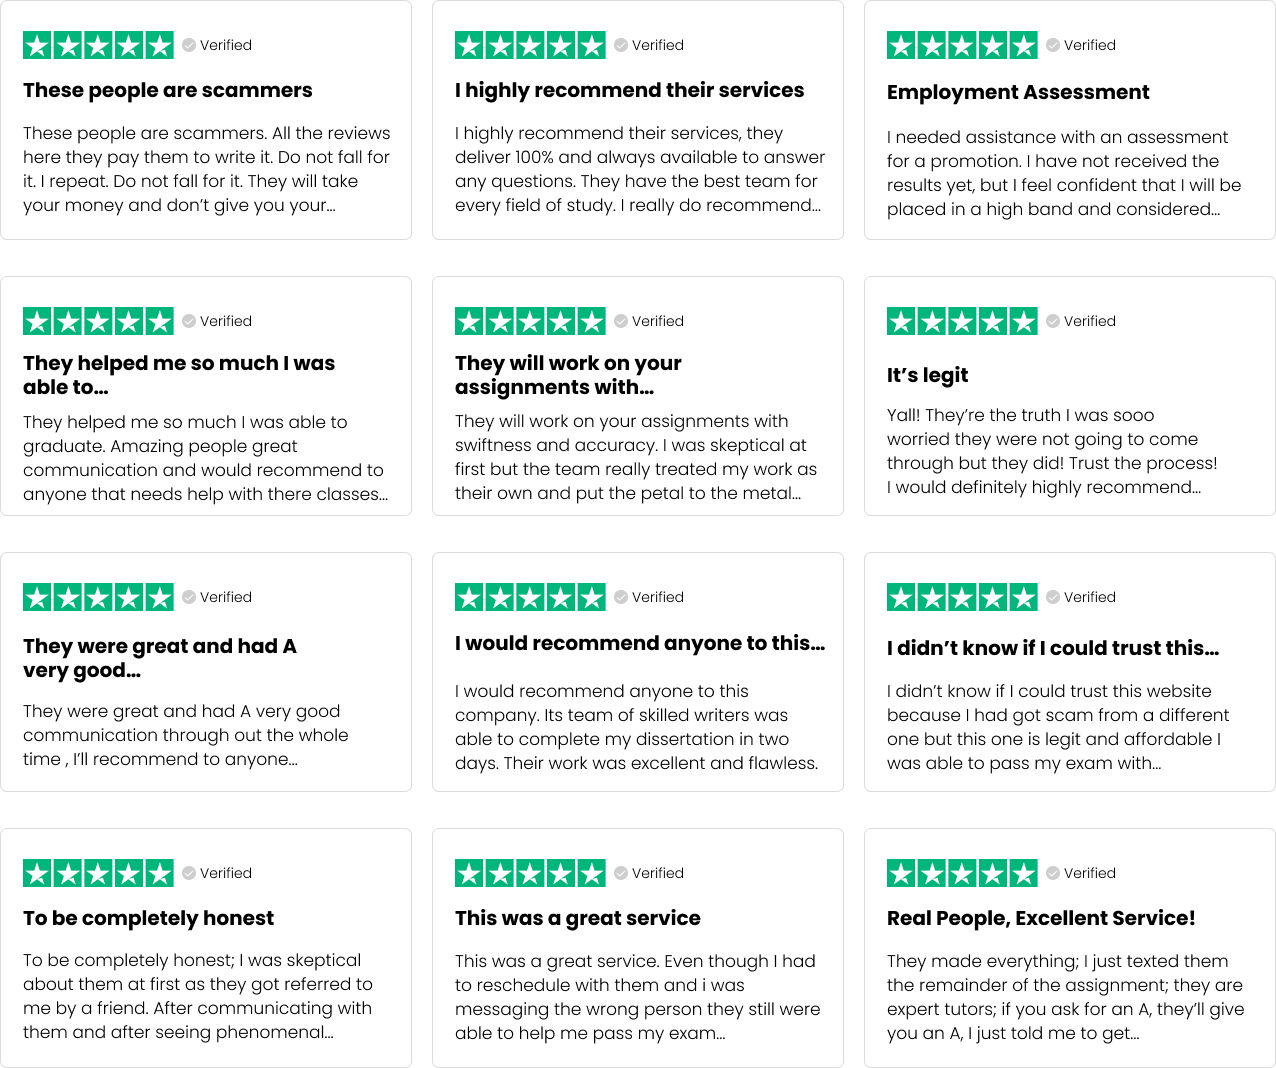 Verified
These people are scammers
These people are scammers. All the reviews
here they pay them to write it. Do not fall for
it. I repeat. Do not fall for it. They will take
your money and don’t give you your...
Verified
I highly recommend their services
I highly recommend their services, they
deliver 100% and always available to answer
any questions. They have the best team for
every field of study. I really do recommend...
Verified
Employment Assessment
I needed assistance with an assessment
for a promotion. I have not received the
results yet, but I feel confident that I will be
placed in a high band and considered...
Verified
They helped me so much I was
able to...
They helped me so much I was able to
graduate. Amazing people great
communication and would recommend to
anyone that needs help with there classes...
Verified
They will work on your
assignments with...
They will work on your assignments with
swiftness and accuracy. I was skeptical at
first but the team really treated my work as
their own and put the petal to the metal...
Verified
It’s legit
Yall! They’re the truth I was sooo
worried they were not going to come
through but they did! Trust the process!
I would definitely highly recommend...
Verified
They were great and had A
very good...
They were great and had A very good
communication through out the whole
time , I’ll recommend to anyone...
Verified
I would recommend anyone to this...
I would recommend anyone to this
company. Its team of skilled writers was
able to complete my dissertation in two
days. Their work was excellent and flawless.
Verified
I didn’t know if I could trust this...
I didn’t know if I could trust this website
because I had got scam from a different
one but this one is legit and affordable I
was able to pass my exam with...
Verified
To be completely honest
To be completely honest; I was skeptical
about them at first as they got referred to
me by a friend. After communicating with
them and after seeing phenomenal...
Verified
This was a great service
This was a great service. Even though I had
to reschedule with them and i was
messaging the wrong person they still were
able to help me pass my exam...
Verified
Real People, Excellent Service!
They made everything; I just texted them
the remainder of the assignment; they are
expert tutors; if you ask for an A, they’ll give
you an A, I just told me to get...